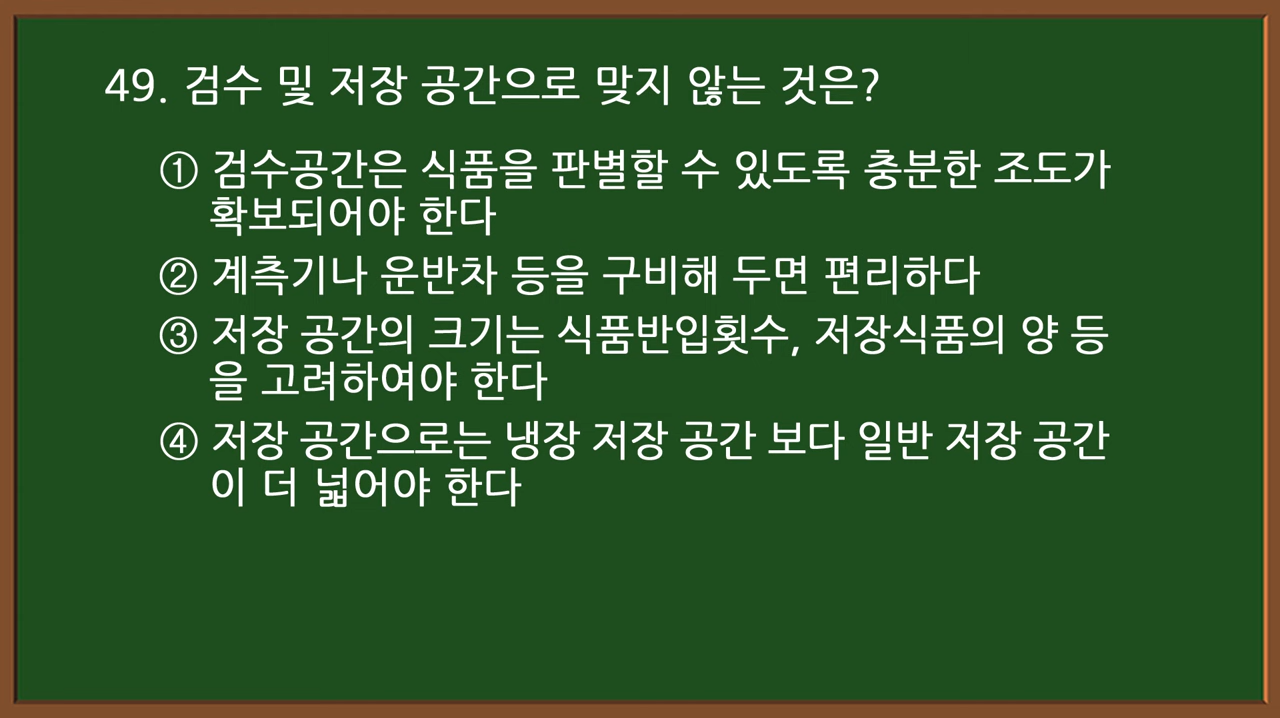 49. 검수 및 저장 공간으로 맞지 않는 것은?
① 검수공간은 식품을 판별할 수 있도록 충분한 조도가
확보되어야 한다
② 계측기나 운반차 등을 구비해 두면 편리하다
③ 저장 공간의 크기는 식품반입횟수, 저장식품의 양 등
을 고려하여야 한다
④ 저장 공간으로는 냉장 저장 공간 보다 일반 저장 공간
이 더 넓어야 한다